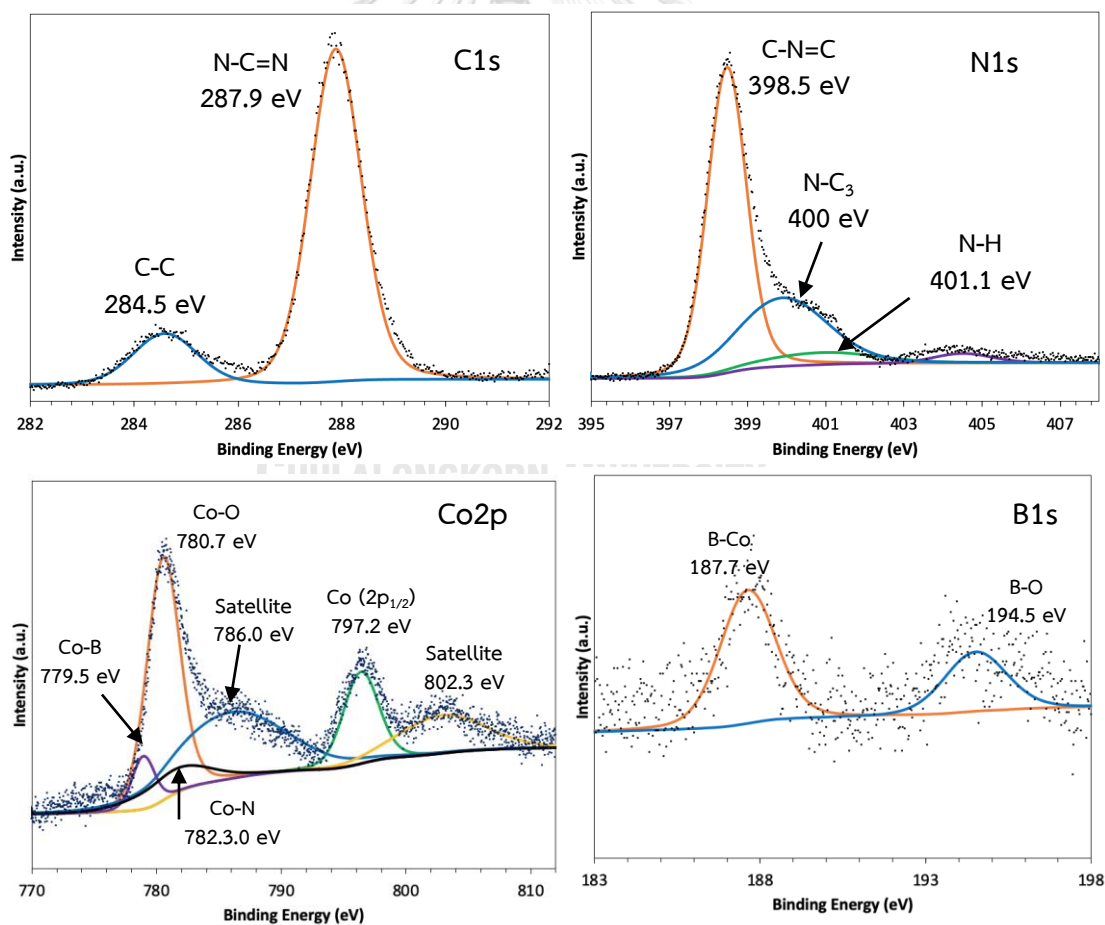 C1s
N-C=N
287.9 eV
C-C
284.5 eV
Intensity (a.u.)
282 284 286 288 290 292
Binding Energy (eV)
N1s
C-N=C
398.5 eV
N-C₃
400 eV
N-H
401.1 eV
Intensity (a.u.)
395 397 399 401 403 405 407
Binding Energy (eV)
Co2p
Co-O
780.7 eV
Satellite
786.0 eV
Co (2p₁/₂)
797.2 eV
Satellite
802.3 eV
Co-B
779.5 eV
Co-N
782.3.0 eV
Intensity (a.u.)
770 780 790 800 810
Binding Energy (eV)
B1s
B-Co
187.7 eV
B-O
194.5 eV
Intensity (a.u.)
183 188 193 198
Binding Energy (eV)